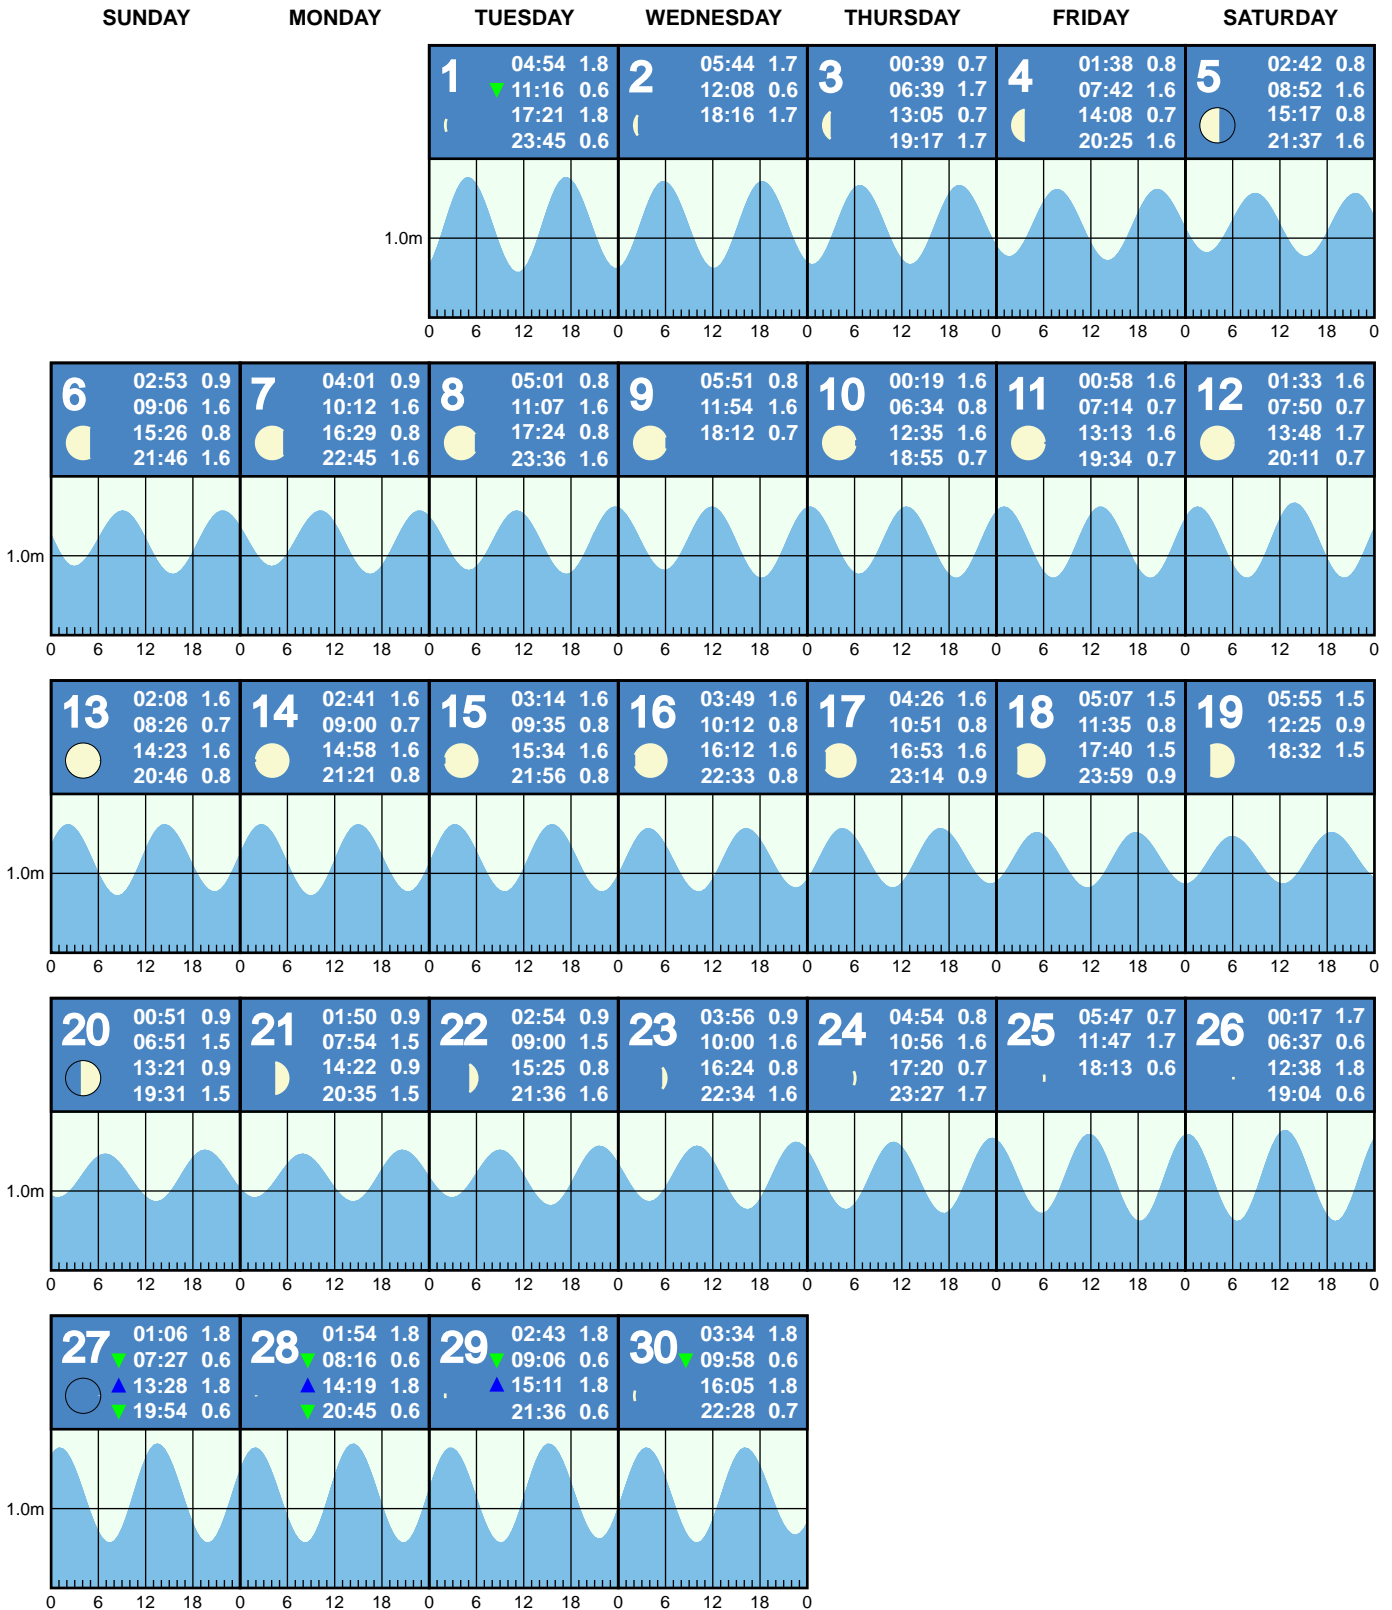 SUNDAY MONDAY TUESDAY WEDNESDAY THURSDAY FRIDAY SATURDAY
1 04:54 1.8
11:16 0.6
17:21 1.8
23:45 0.6
2 05:44 1.7
12:08 0.6
18:16 1.7
3 00:39 0.7
06:39 1.7
13:05 0.7
19:17 1.7
4 01:38 0.8
07:42 1.6
14:08 0.7
20:25 1.6
5 02:42 0.8
08:52 1.6
15:17 0.8
21:37 1.6
1.0m
0 6 12 18 0 6 12 18 0 6 12 18 0 6 12 18 0 6 12 18 0
6 02:53 0.9
09:06 1.6
15:26 0.8
21:46 1.6
7 04:01 0.9
10:12 1.6
16:29 0.8
22:45 1.6
8 05:01 0.8
11:07 1.6
17:24 0.8
23:36 1.6
9 05:51 0.8
11:54 1.6
18:12 0.7
10 00:19 1.6
06:34 0.8
12:35 1.6
18:55 0.7
11 00:58 1.6
07:14 0.7
13:13 1.6
19:34 0.7
12 01:33 1.6
07:50 0.7
13:48 1.7
20:11 0.7
1.0m
0 6 12 18 0 6 12 18 0 6 12 18 0 6 12 18 0 6 12 18 0 6 12 18 0 6 12 18 0
13 02:08 1.6
08:26 0.7
14:23 1.6
20:46 0.8
14 02:41 1.6
09:00 0.7
14:58 1.6
21:21 0.8
15 03:14 1.6
09:35 0.8
15:34 1.6
21:56 0.8
16 03:49 1.6
10:12 0.8
16:12 1.6
22:33 0.8
17 04:26 1.6
10:51 0.8
16:53 1.6
23:14 0.9
18 05:07 1.5
11:35 0.8
17:40 1.5
23:59 0.9
19 05:55 1.5
12:25 0.9
18:32 1.5
1.0m
0 6 12 18 0 6 12 18 0 6 12 18 0 6 12 18 0 6 12 18 0 6 12 18 0 6 12 18 0
20 00:51 0.9
06:51 1.5
13:21 0.9
19:31 1.5
21 01:50 0.9
07:54 1.5
14:22 0.9
20:35 1.5
22 02:54 0.9
09:00 1.5
15:25 0.8
21:36 1.6
23 03:56 0.9
10:00 1.6
16:24 0.8
22:34 1.6
24 04:54 0.8
10:56 1.6
17:20 0.7
23:27 1.7
25 05:47 0.7
11:47 1.7
18:13 0.6
26 00:17 1.7
06:37 0.6
12:38 1.8
19:04 0.6
1.0m
0 6 12 18 0 6 12 18 0 6 12 18 0 6 12 18 0 6 12 18 0 6 12 18 0 6 12 18 0
27 01:06 1.8
07:27 0.6
13:28 1.8
19:54 0.6
28 01:54 1.8
08:16 0.6
14:19 1.8
20:45 0.6
29 02:43 1.8
09:06 0.6
15:11 1.8
21:36 0.6
30 03:34 1.8
09:58 0.6
16:05 1.8
22:28 0.7
1.0m
0 6 12 18 0 6 12 18 0 6 12 18 0 6 12 18 0